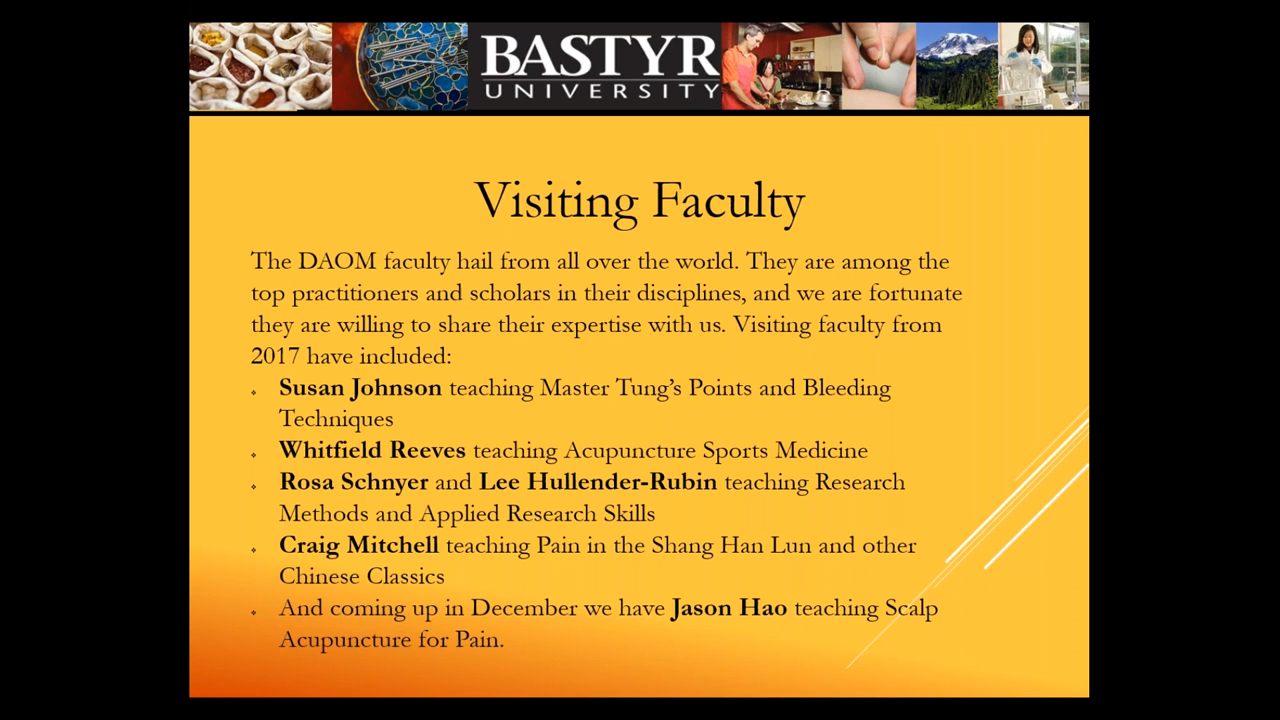 BASTYR
UNIVERSITY
Visiting Faculty
The DAOM faculty hail from all over the world. They are among the
top practitioners and scholars in their disciplines, and we are fortunate
they are willing to share their expertise with us. Visiting faculty from
2017 have included:
Susan Johnson teaching Master Tung’s Points and Bleeding
Techniques
Whitfield Reeves teaching Acupuncture Sports Medicine
Rosa Schnyer and Lee Hullender-Rubin teaching Research
Methods and Applied Research Skills
Craig Mitchell teaching Pain in the Shang Han Lun and other
Chinese Classics
And coming up in December we have Jason Hao teaching Scalp
Acupuncture for Pain.